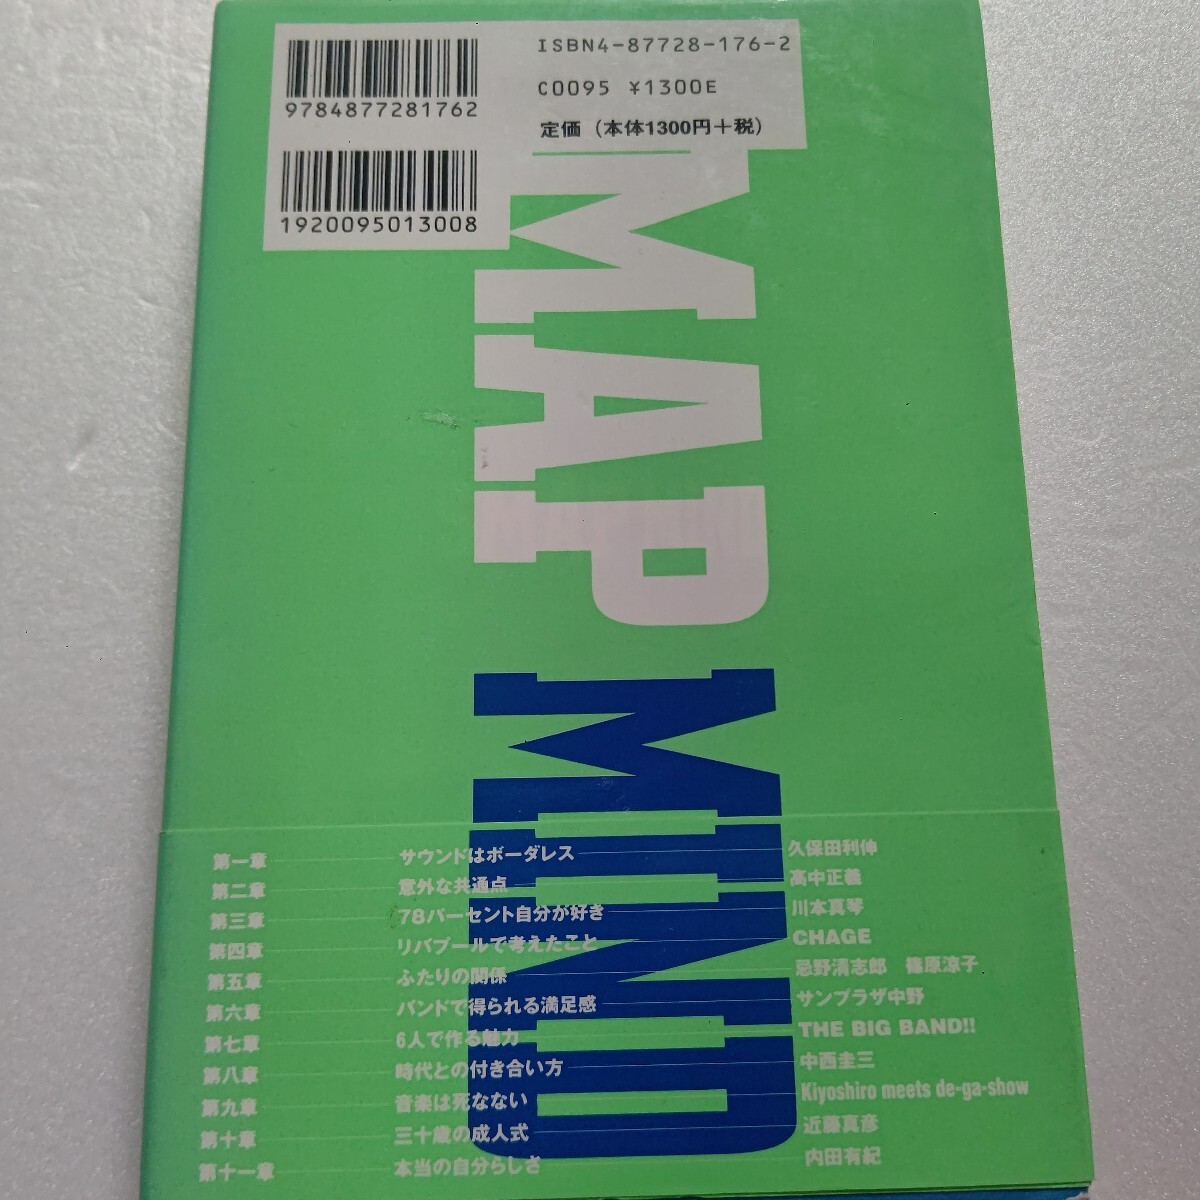 ISBN4-87728-176-2
9784877281762
C0095 ¥1300E
定価（本体1300円＋税）
1920095013008
MAP
MIND
第一章 サウンドはボーダレス 久保田利伸
第二章 意外な共通点 高中正義
第三章 78パーセント自分が好き 川本真琴
第四章 リバプールで考えたこと CHAGE
第五章 ふたりの関係 忌野清志郎 篠原涼子
第六章 バンドで得られる満足感 サンプラザ中野
第七章 6人で作る魅力 THE BIG BAND!!
第八章 時代との付き合い方 中西圭三
第九章 音楽は死なない Kiyoshiro meets de-ga-show
第十章 三十歳の成人式 近藤真彦
第十一章 本当の自分らしさ 内田有紀